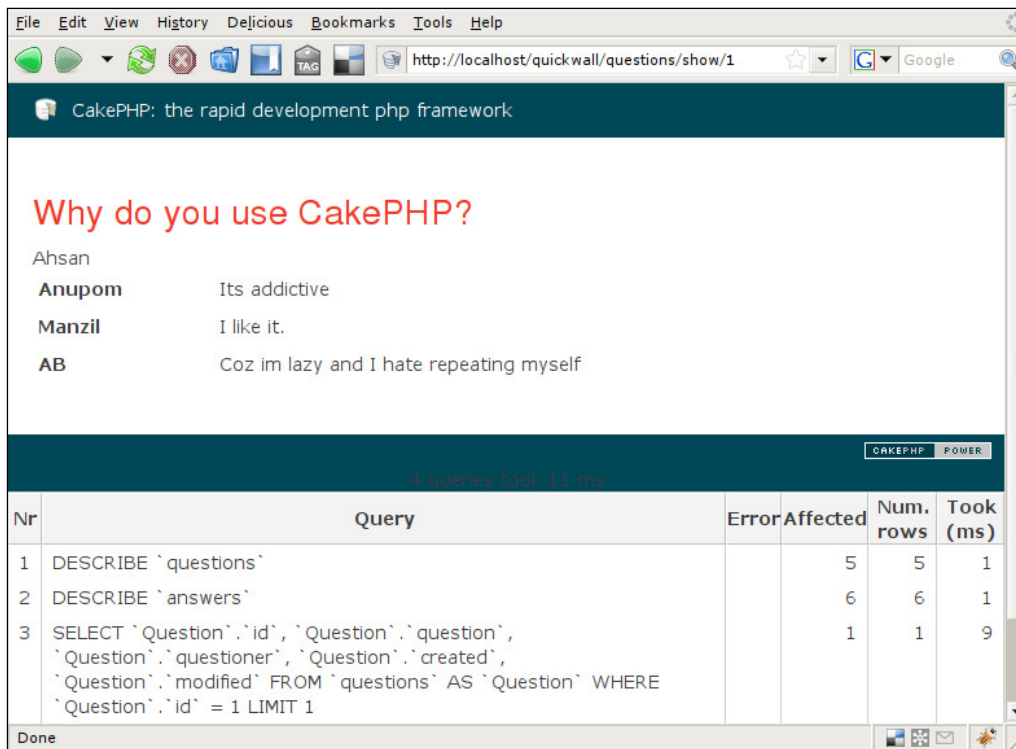 File Edit View History Delicious Bookmarks Tools Help
TAG http://localhost/quickwall/questions/show/1 G Google
CakePHP: the rapid development php framework
Why do you use CakePHP?
Ahsan
Anupom Its addictive
Manzil I like it.
AB Coz im lazy and I hate repeating myself
CAKEPHP POWER
4 queries took 11 ms
Nr Query Error Affected Num. rows Took (ms)
1 DESCRIBE `questions` 5 5 1
2 DESCRIBE `answers` 6 6 1
3 SELECT `Question`.`id`, `Question`.`question`, 1 1 9
`Question`.`questioner`, `Question`.`created`,
`Question`.`modified` FROM `questions` AS `Question` WHERE
`Question`.`id` = 1 LIMIT 1
Done